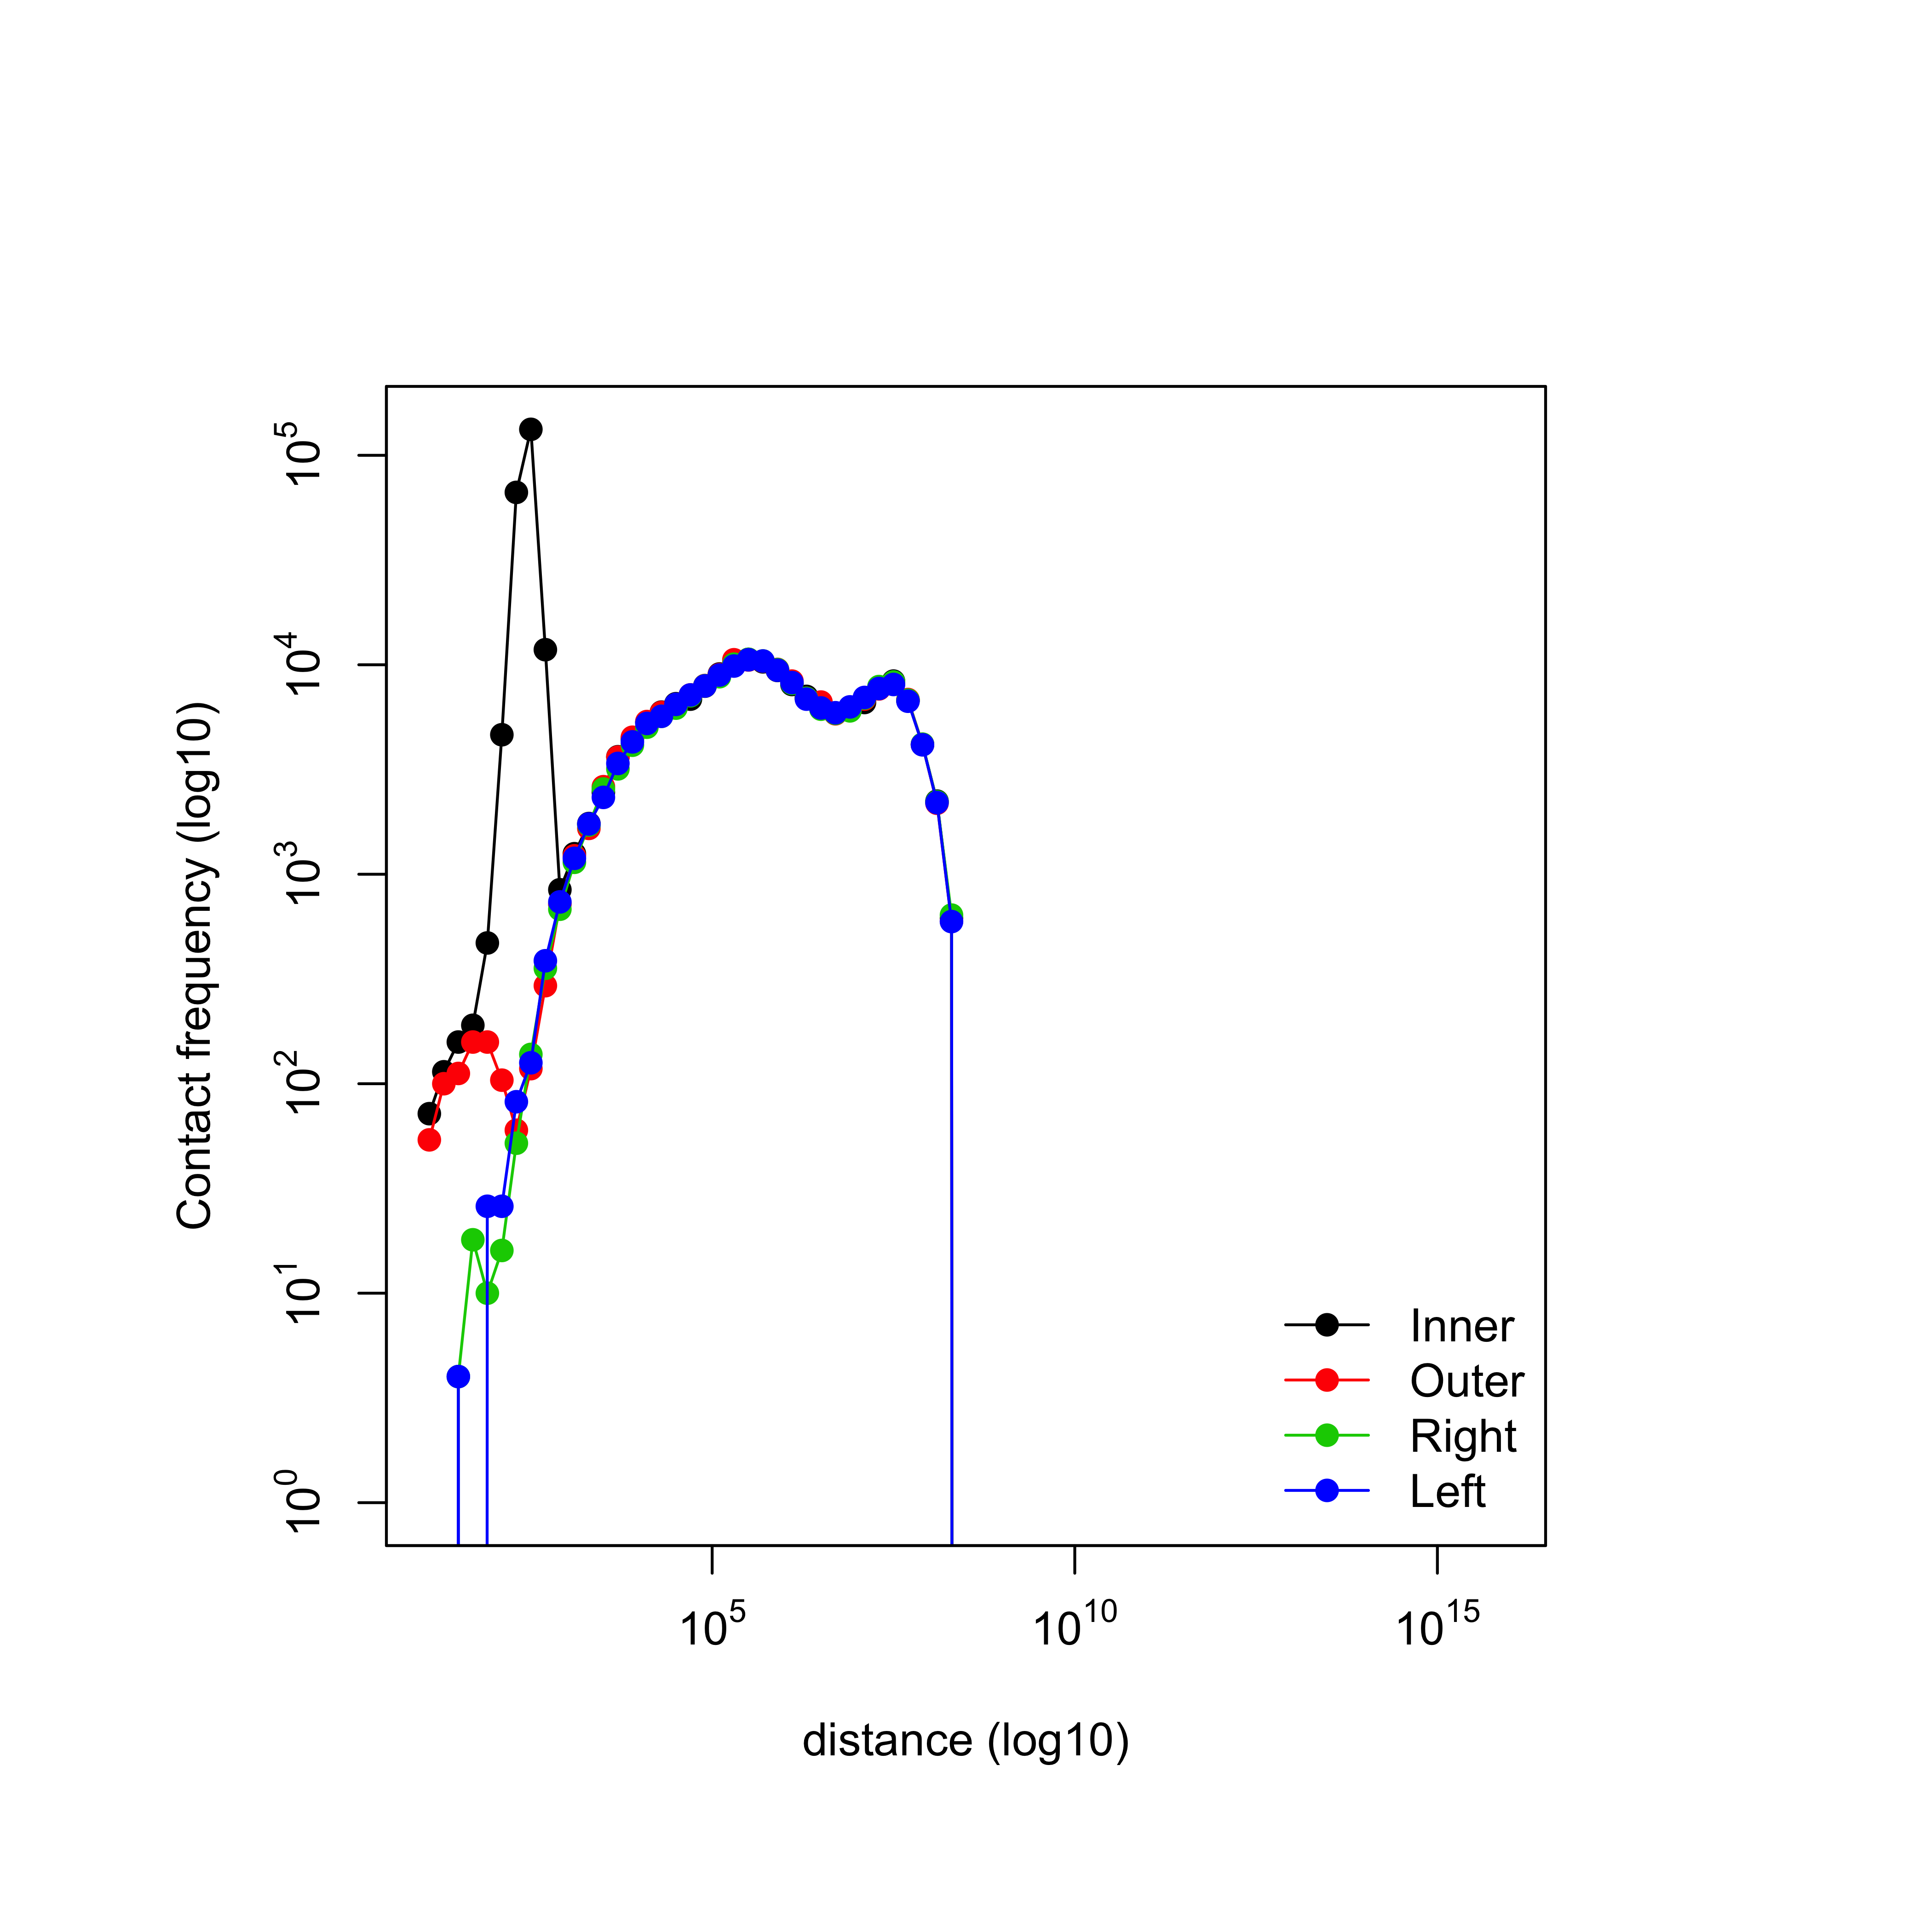 Contact frequency (log10)
10^5
10^4
10^3
10^2
10^1
10^0
Inner
Outer
Right
Left
10^5 10^10 10^15
distance (log10)